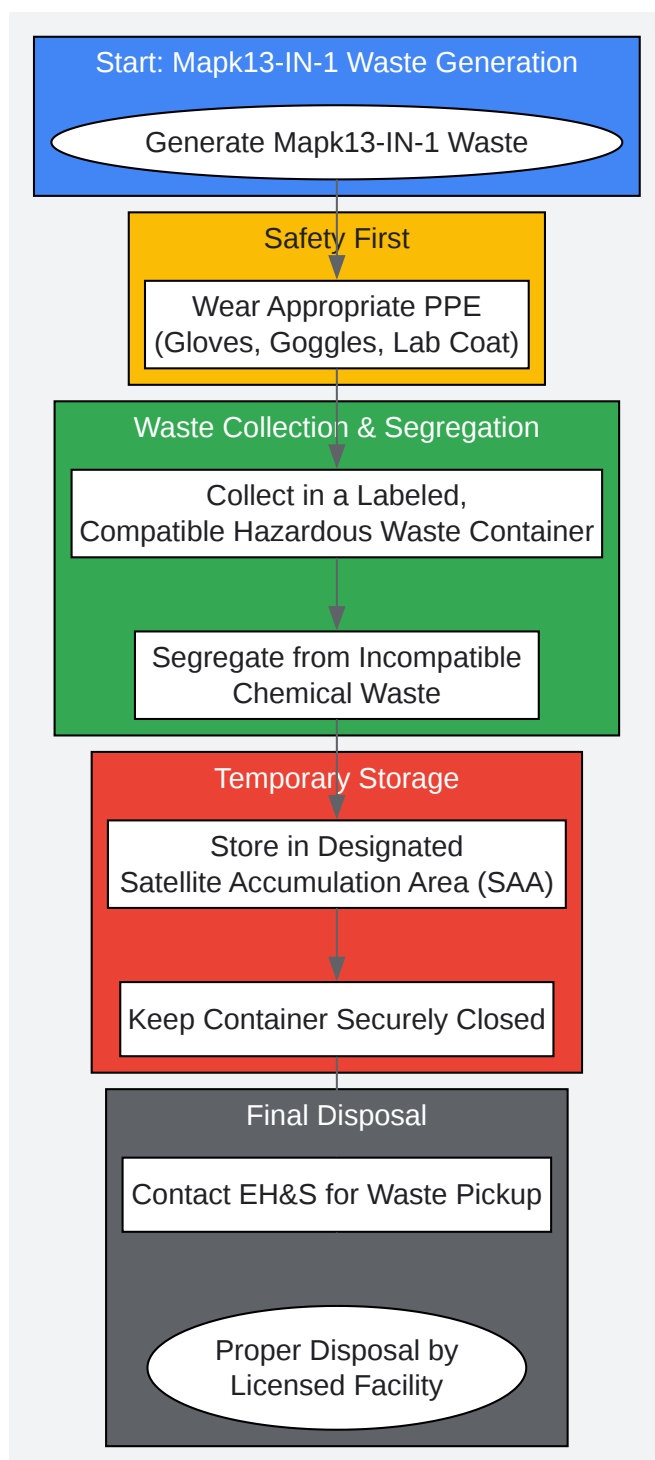 Start: Mapk13-IN-1 Waste Generation
Generate Mapk13-IN-1 Waste
Safety First
Wear Appropriate PPE
(Gloves, Goggles, Lab Coat)
Waste Collection & Segregation
Collect in a Labeled,
Compatible Hazardous Waste Container
Segregate from Incompatible
Chemical Waste
Temporary Storage
Store in Designated
Satellite Accumulation Area (SAA)
Keep Container Securely Closed
Final Disposal
Contact EH&S for Waste Pickup
Proper Disposal by
Licensed Facility